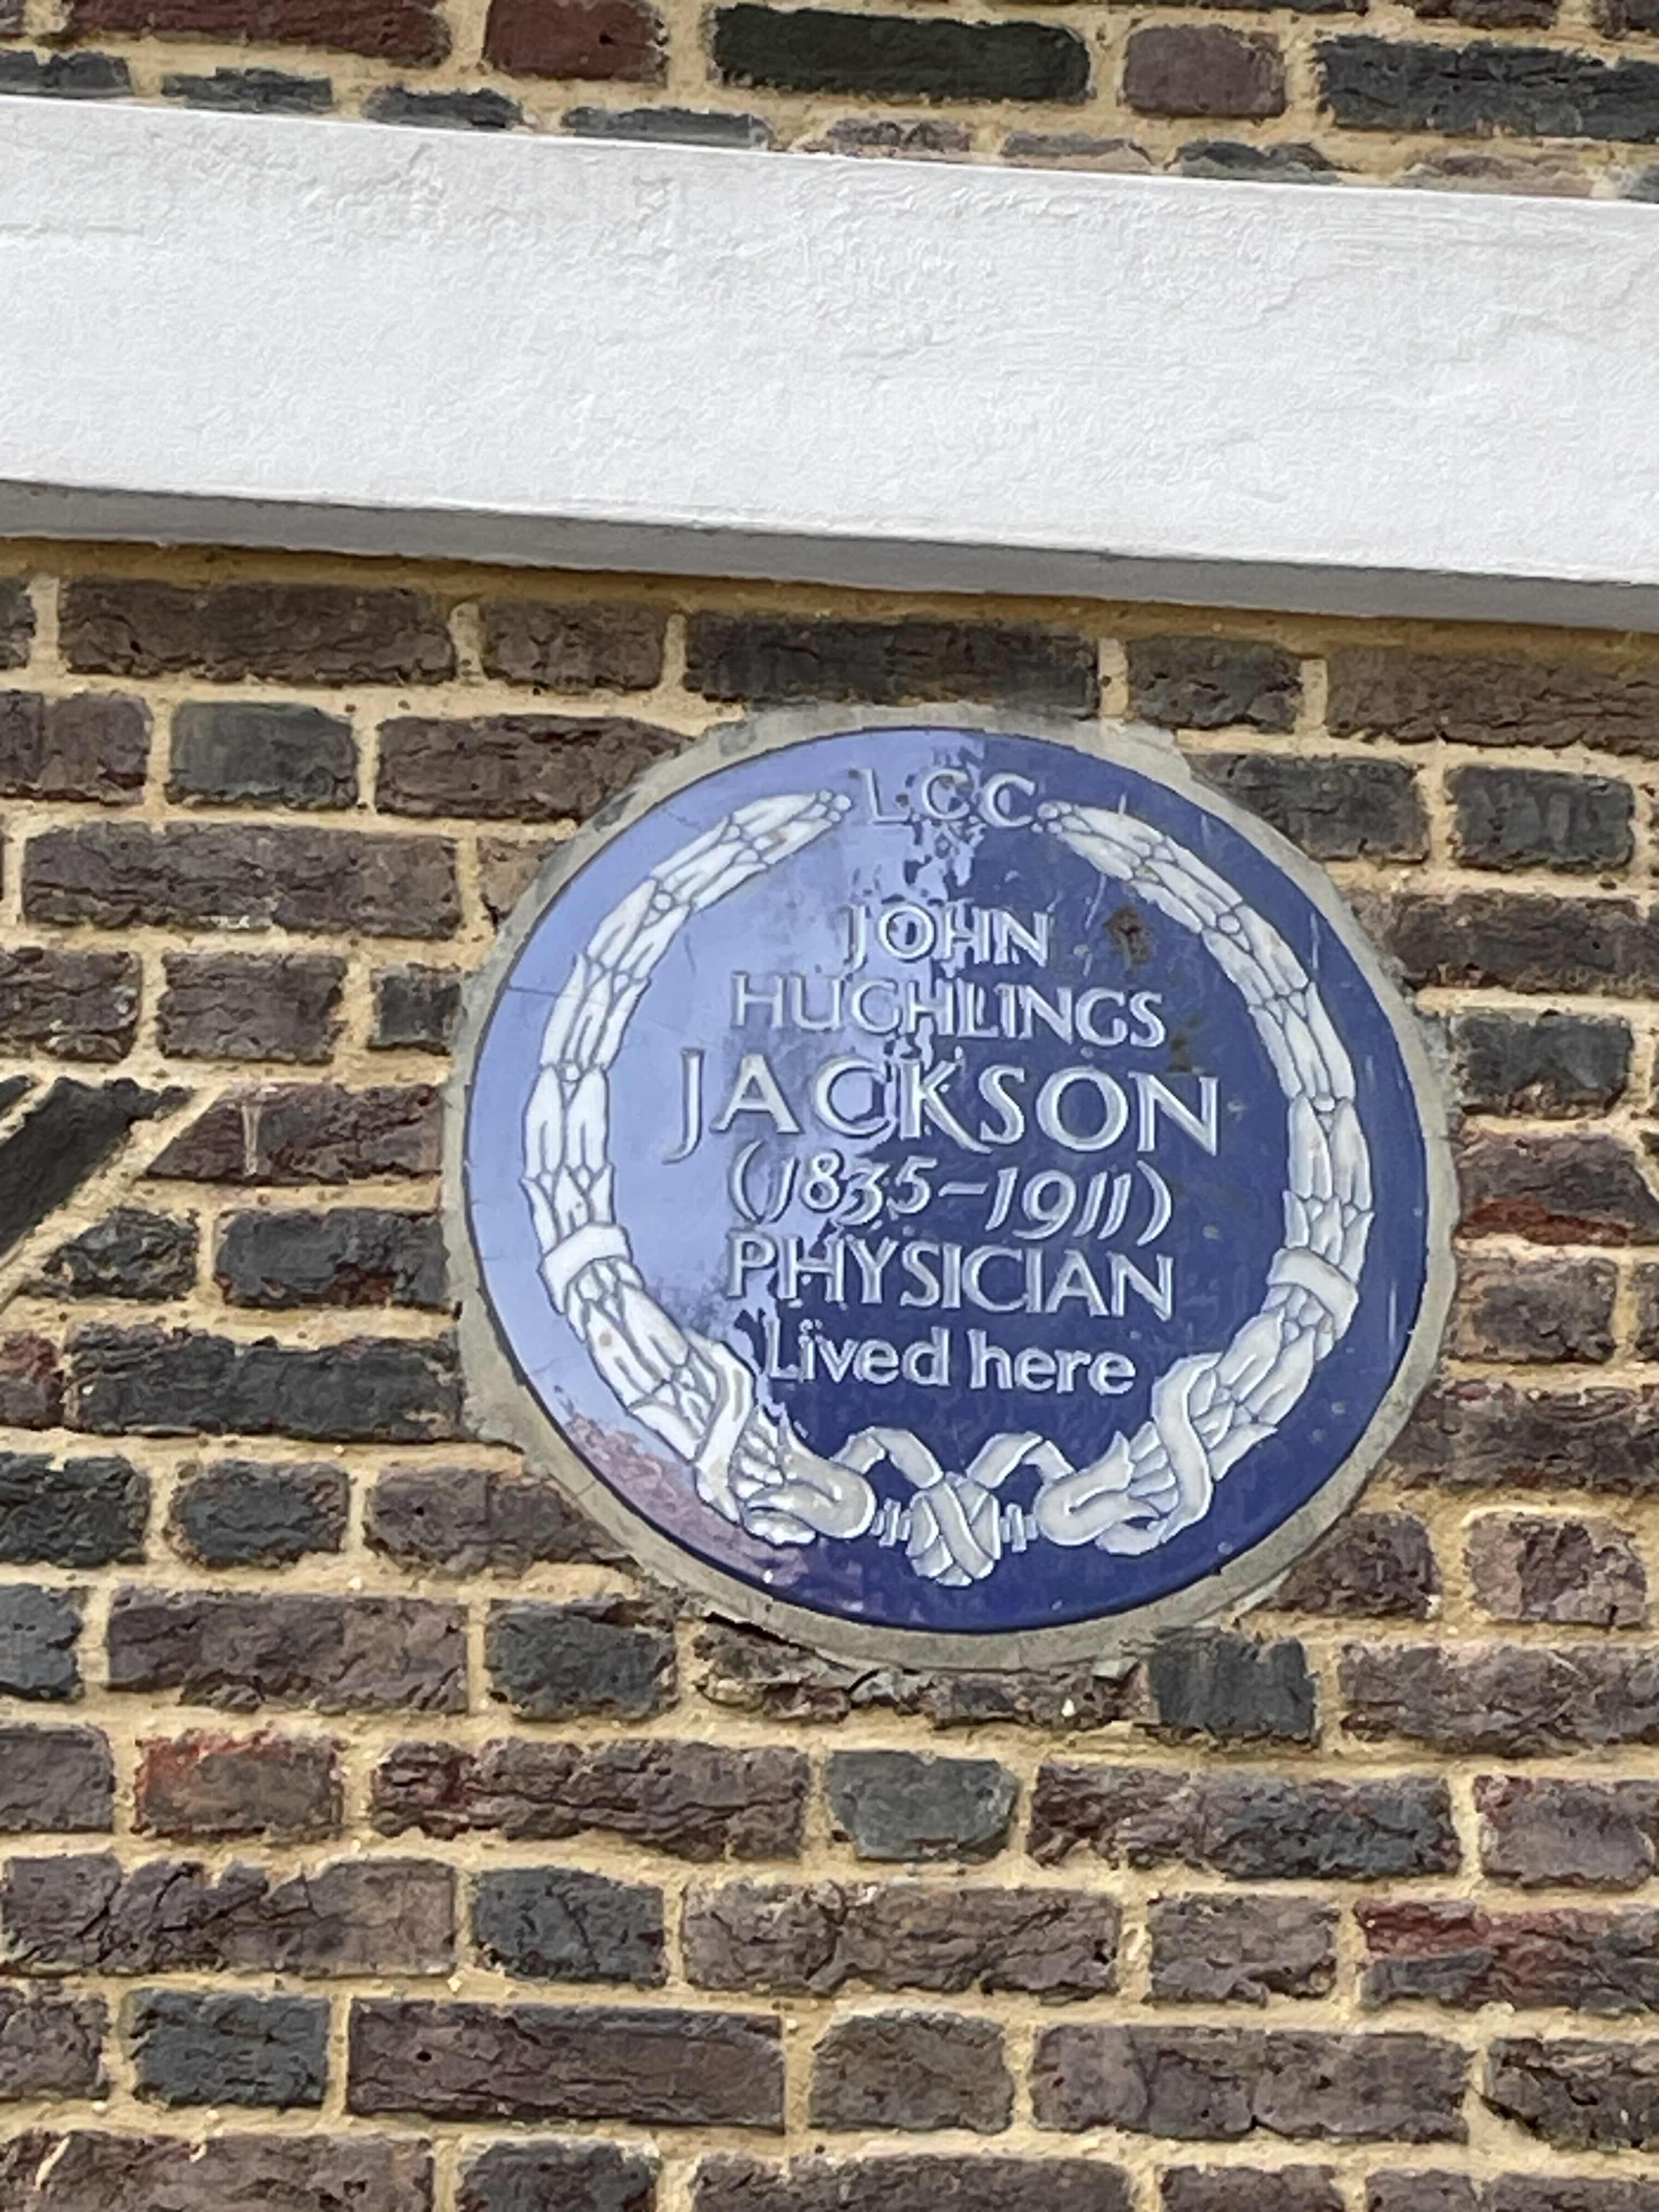 L.C.C.
JOHN
HUGHLINGS
JACKSON
(1835-1911)
PHYSICIAN
Lived here